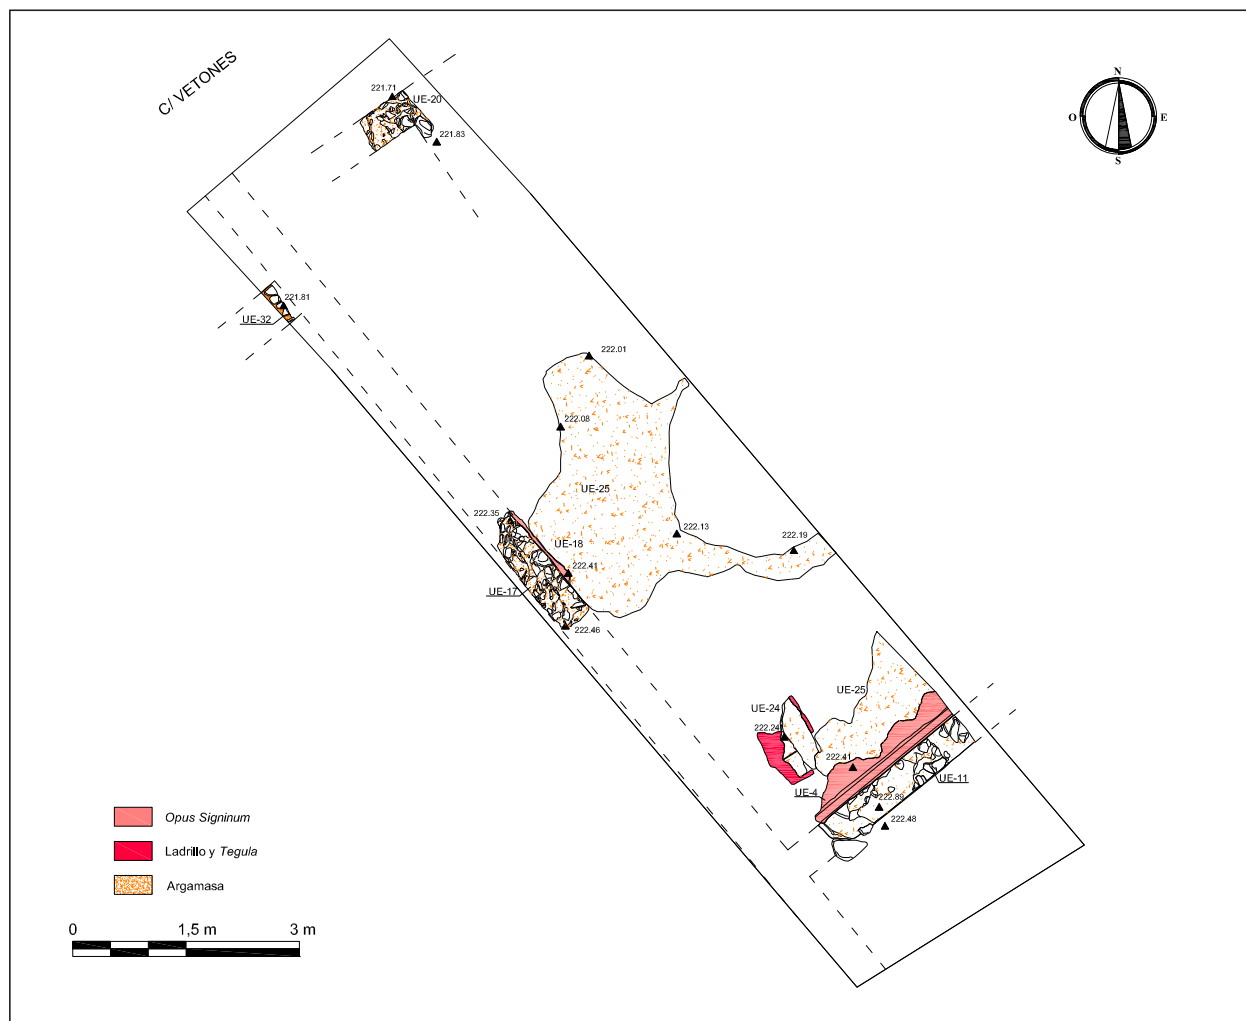 C/ VETONES
221.71
UE-20
221.83
N
O
E
S
221.81
UE-32
222.01
222.08
UE-25
222.35
222.13
UE-18
222.19
222.41
UE-17
222.46
UE-25
UE-24
222.24
222.41
UE-11
UE-4
222.89
222.48
Opus Signinum
Ladrillo y Tegula
Argamasa
0 1,5 m 3 m